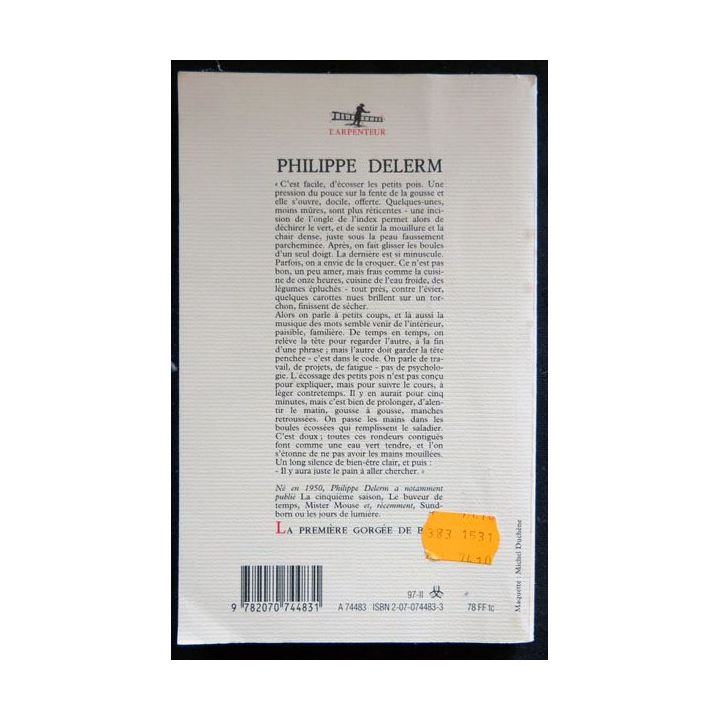 L'ARPENTEUR
PHILIPPE DELERM
« C'est facile, d'écosser les petits pois. Une
pression du pouce sur la fente de la gousse et
elle s'ouvre, docile, offerte. Quelques-unes,
moins mûres, sont plus réticentes - une inci-
sion de l'ongle de l'index permet alors de
déchirer le vert, et de sentir la mouillure et la
chair dense, juste sous la peau faussement
parcheminée. Après, on fait glisser les boules
d'un seul doigt. La dernière est si minuscule.
Parfois, on a envie de la croquer. Ce n'est pas
bon, un peu amer, mais frais comme la cuisi-
ne de onze heures, cuisine de l'eau froide, des
légumes épluchés - tout près, contre l'évier,
quelques carottes nues brillent sur un tor-
chon, finissent de sécher.
Alors on parle à petits coups, et là aussi la
musique des mots semble venir de l'intérieur,
paisible, familière. De temps en temps, on
relève la tête pour regarder l'autre, à la fin
d'une phrase ; mais l'autre doit garder la tête
penchée - c'est dans le code. On parle de tra-
vail, de projets, de fatigue - pas de psycholo-
gie. L'écossage des petits pois n'est pas conçu
pour expliquer, mais pour suivre le cours, à
léger contretemps. Il y en aurait pour cinq
minutes, mais c'est bien de prolonger, d'alen-
tir le matin, gousse à gousse, manches
retroussées. On passe les mains dans les
boules écossées qui remplissent le saladier.
C'est doux ; toutes ces rondeurs contiguës
font comme une eau vert tendre, et l'on
s'étonne de ne pas avoir les mains mouillées.
Un long silence de bien-être clair, et puis :
- Il y aura juste le pain à aller chercher. »
Né en 1950, Philippe Delerm a notamment
publié La cinquième saison, Le buveur de
temps, Mister Mouse et, récemment, Sund-
born ou les jours de lumière.
LA PREMIÈRE GORGÉE DE B
383 1531
97-II
9 782070 744831
A 74483 ISBN 2-07-074483-3
78 FF tc
Maquette : Michel Duchêne